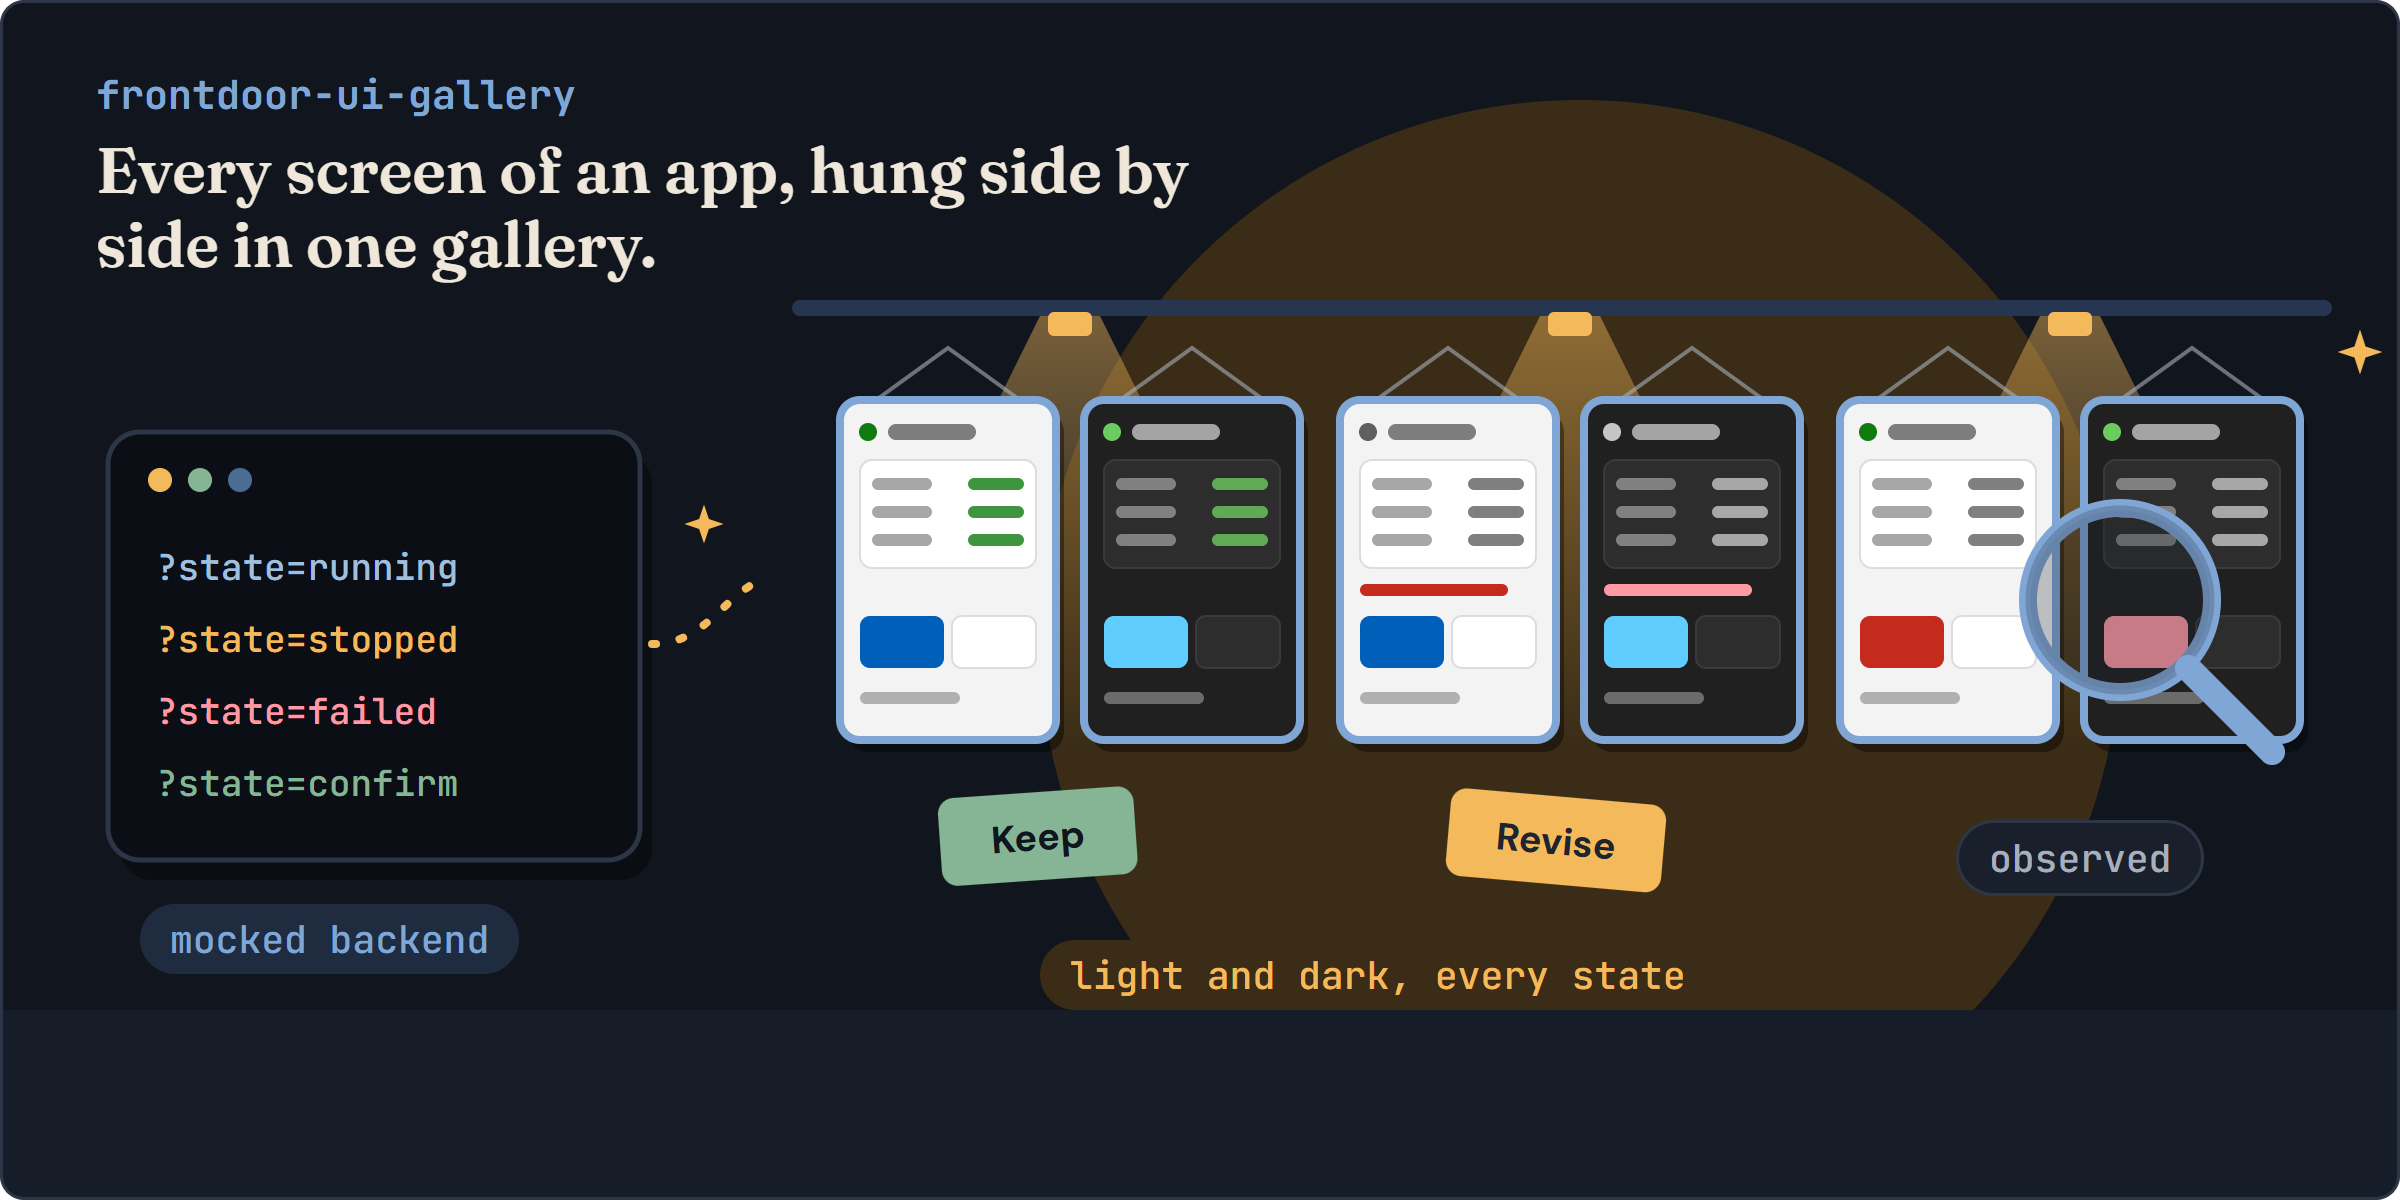 frontdoor-ui-gallery
Every screen of an app, hung side by
side in one gallery.
?state=running
?state=stopped
?state=failed
?state=confirm
mocked backend
Keep
Revise
observed
light and dark, every state